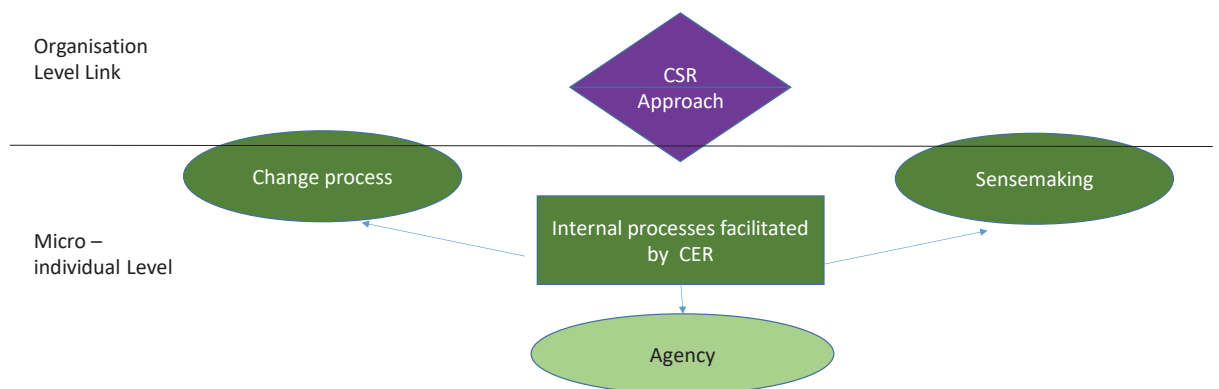 Organisation
Level Link
CSR
Approach
Change process
Sensemaking
Internal processes facilitated
by CER
Micro –
individual Level
Agency